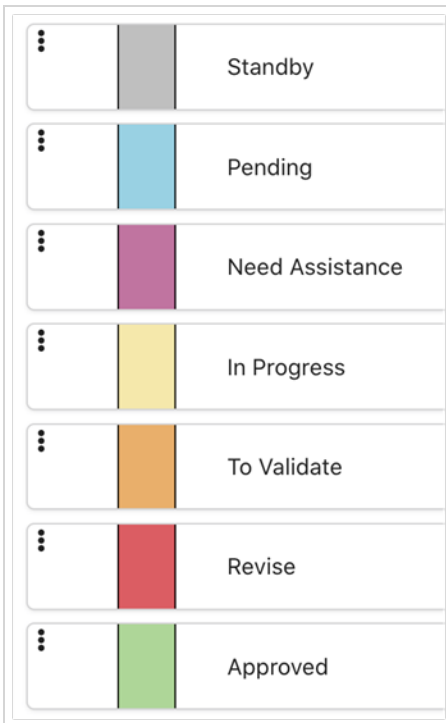 Standby
Pending
Need Assistance
In Progress
To Validate
Revise
Approved